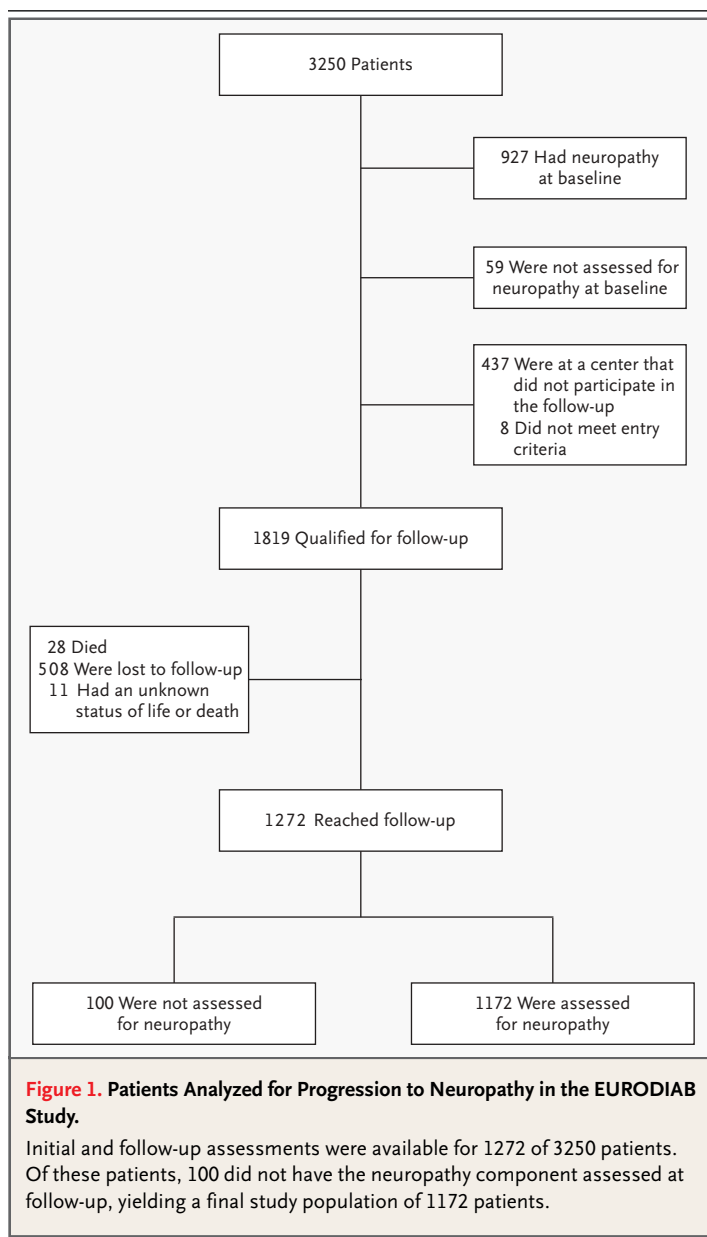 3250 Patients
927 Had neuropathy
at baseline
59 Were not assessed for
neuropathy at baseline
437 Were at a center that
did not participate in
the follow-up
8 Did not meet entry
criteria
1819 Qualified for follow-up
28 Died
508 Were lost to follow-up
11 Had an unknown
status of life or death
1272 Reached follow-up
100 Were not assessed
for neuropathy
1172 Were assessed
for neuropathy
Figure 1. Patients Analyzed for Progression to Neuropathy in the EURODIAB
Study.
Initial and follow-up assessments were available for 1272 of 3250 patients.
Of these patients, 100 did not have the neuropathy component assessed at
follow-up, yielding a final study population of 1172 patients.